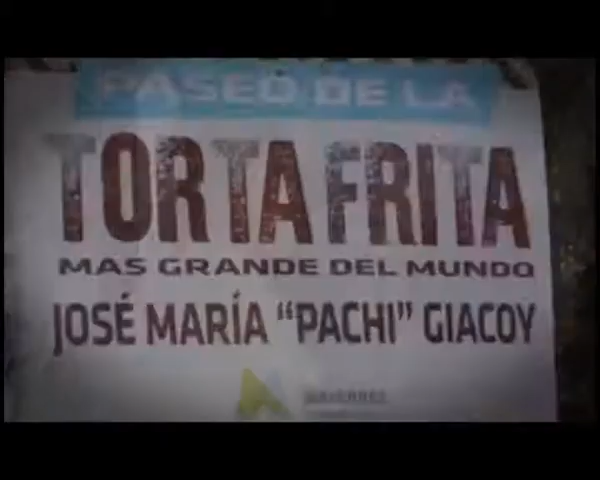 PASEO DE LA
TORTA FRITA
MAS GRANDE DEL MUNDO
JOSÉ MARÍA "PACHI" GIACOY